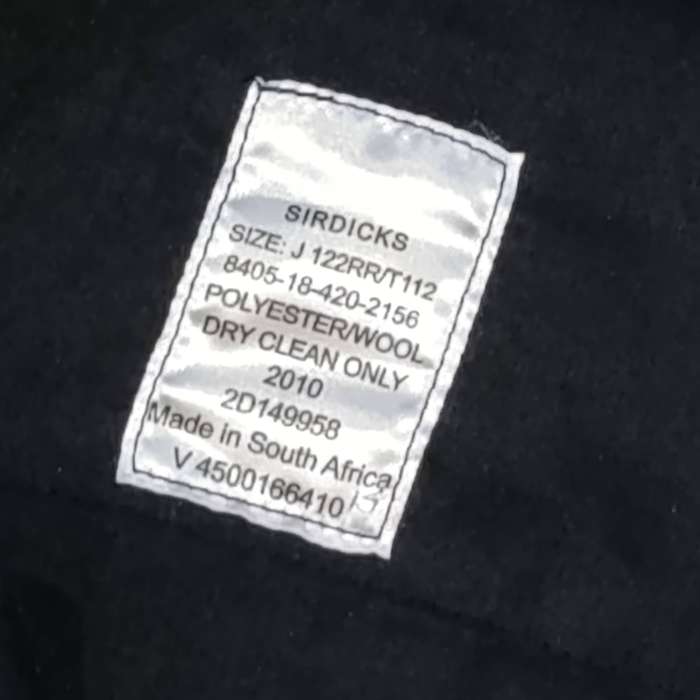 SIRDICKS
SIZE: J 122RR/T112
8405-18-420-2156
POLYESTER/WOOL
DRY CLEAN ONLY
2010
2D149958
Made in South Africa
V 4500166410